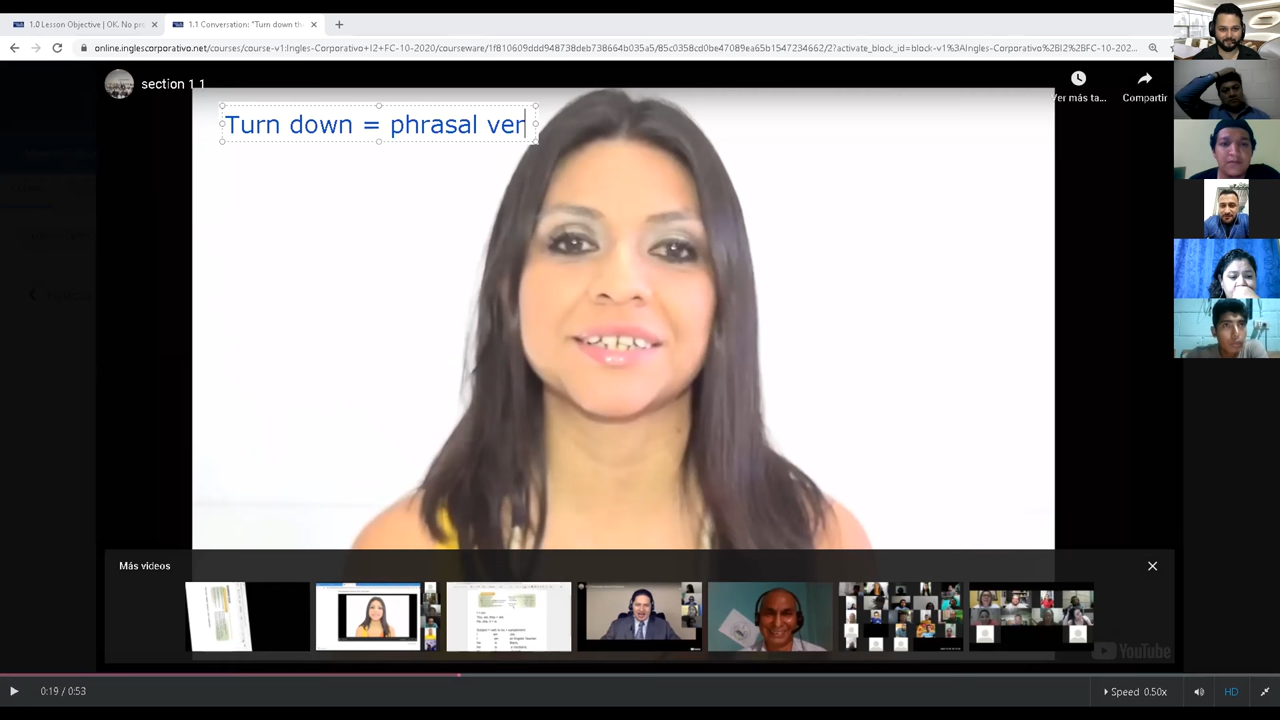 1.0 Lesson Objective | OK. No pro
1.1 Conversation: "Turn down th
online.inglescorporativo.net/courses/course-v1:Ingles-Corporativo+I2+FC-10-2020/courseware/1f810b09ddd948738deb738664b035a5/85c0358cd0be47089ea65b1547234662/2?activate_block_id=block-v1%3AIngles-Corporativo%2BI2%2BFC-10-202...
section 1.1
Ver más ta...
Compartir
Turn down = phrasal ver
Más videos
YouTube
0:19 / 0:53
Speed 0.50x
HD